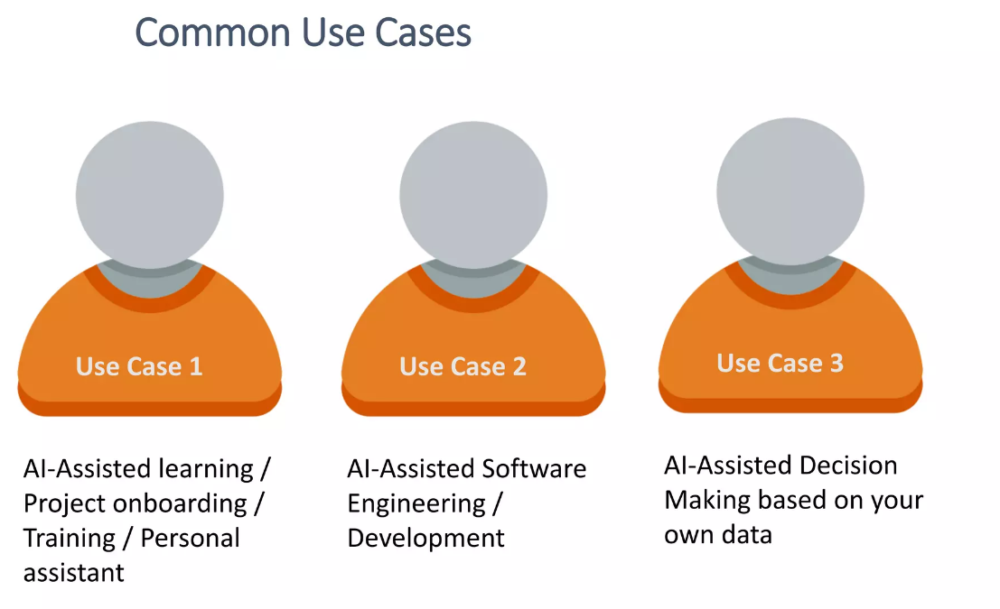 Common Use Cases
Use Case 1
Use Case 2
Use Case 3
AI-Assisted learning /
Project onboarding /
Training / Personal
assistant
AI-Assisted Software
Engineering /
Development
AI-Assisted Decision
Making based on your
own data